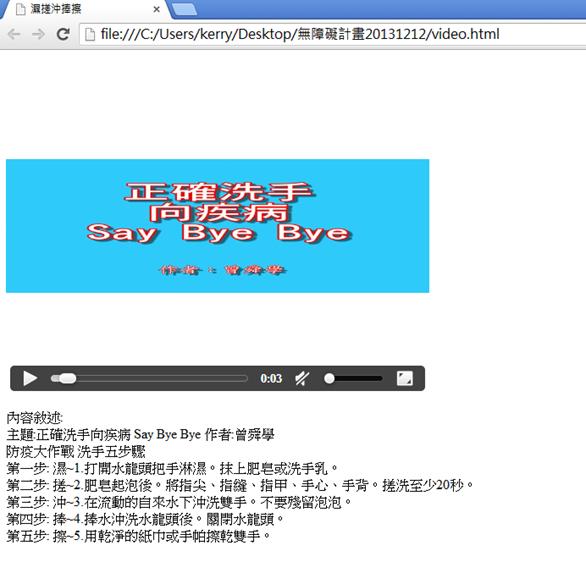 濕搓沖捧擦
file:///C:/Users/kerry/Desktop/無障礙計畫20131212/video.html
正確洗手
向疾病
Say Bye Bye
作者：曾舜學
0:03
內容敘述:
主題:正確洗手向疾病 Say Bye Bye 作者:曾舜學
防疫大作戰 洗手五步驟
第一步: 濕~1.打開水龍頭把手淋濕。抹上肥皂或洗手乳。
第二步: 搓~2.肥皂起泡後。將指尖、指縫、指甲、手心、手背。搓洗至少20秒。
第三步: 沖~3.在流動的自來水下沖洗雙手。不要殘留泡泡。
第四步: 捧~4.捧水沖洗水龍頭後。關閉水龍頭。
第五步: 擦~5.用乾淨的紙巾或手帕擦乾雙手。